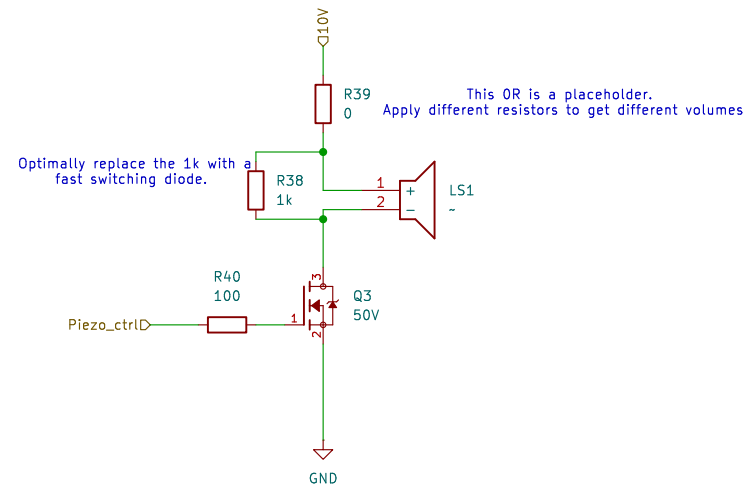 10V
R39
0
This 0R is a placeholder.
Apply different resistors to get different volumes
Optimally replace the 1k with a
fast switching diode.
R38
1k
1
+
LS1
2
-
~
R40
100
3
Q3
50V
Piezo_ctrl
1
2
GND